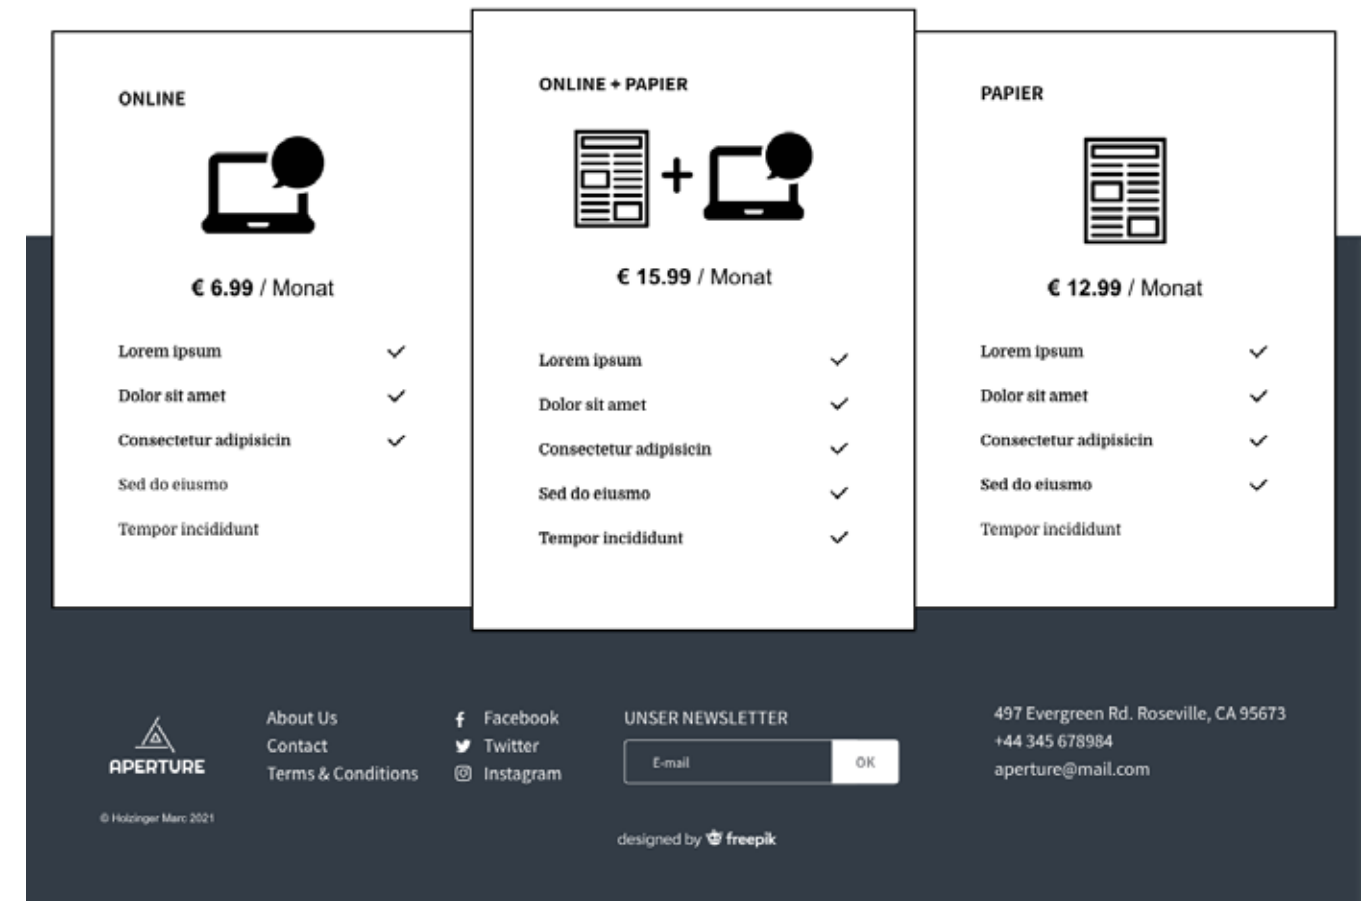 ONLINE
€ 6.99 / Monat
Lorem ipsum
Dolor sit amet
Consectetur adipisicin
Sed do eiusmo
Tempor incididunt
ONLINE + PAPIER
+
€ 15.99 / Monat
Lorem ipsum
Dolor sit amet
Consectetur adipisicin
Sed do eiusmo
Tempor incididunt
PAPIER
€ 12.99 / Monat
Lorem ipsum
Dolor sit amet
Consectetur adipisicin
Sed do eiusmo
Tempor incididunt
APERTURE
© Holzinger Marc 2021
About Us
Contact
Terms & Conditions
Facebook
Twitter
Instagram
UNSER NEWSLETTER
E-mail OK
designed by freepik
497 Evergreen Rd. Roseville, CA 95673
+44 345 678984
aperture@mail.com